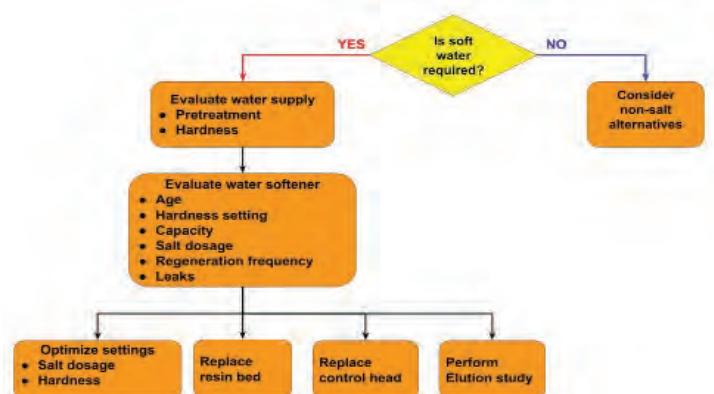 YES
Is soft
water
required?
NO
Evaluate water supply
● Pretreatment
● Hardness
Consider
non-salt
alternatives
Evaluate water softener
● Age
● Hardness setting
● Capacity
● Salt dosage
● Regeneration frequency
● Leaks
Optimize settings
● Salt dosage
● Hardness
Replace
resin bed
Replace
control head
Perform
Elution study